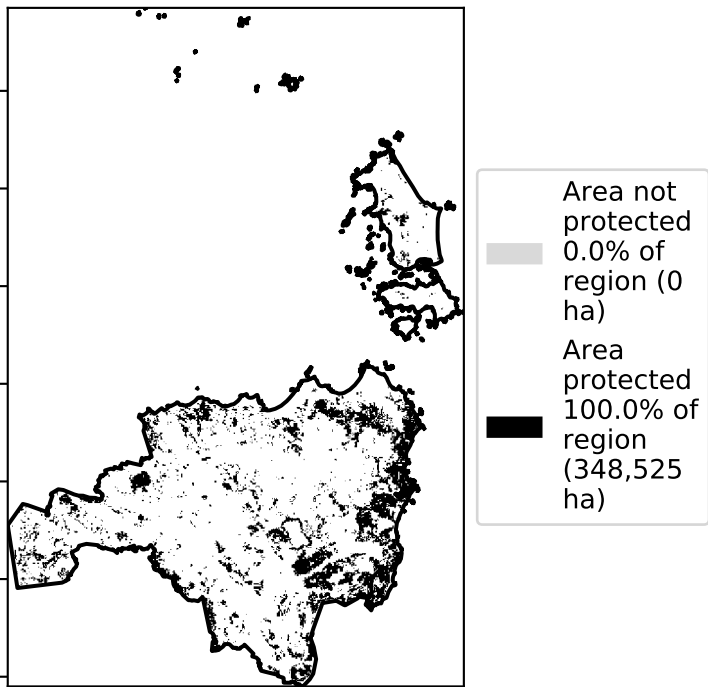 Area not
protected
0.0% of
region (0
ha)
Area
protected
100.0% of
region
(348,525
ha)